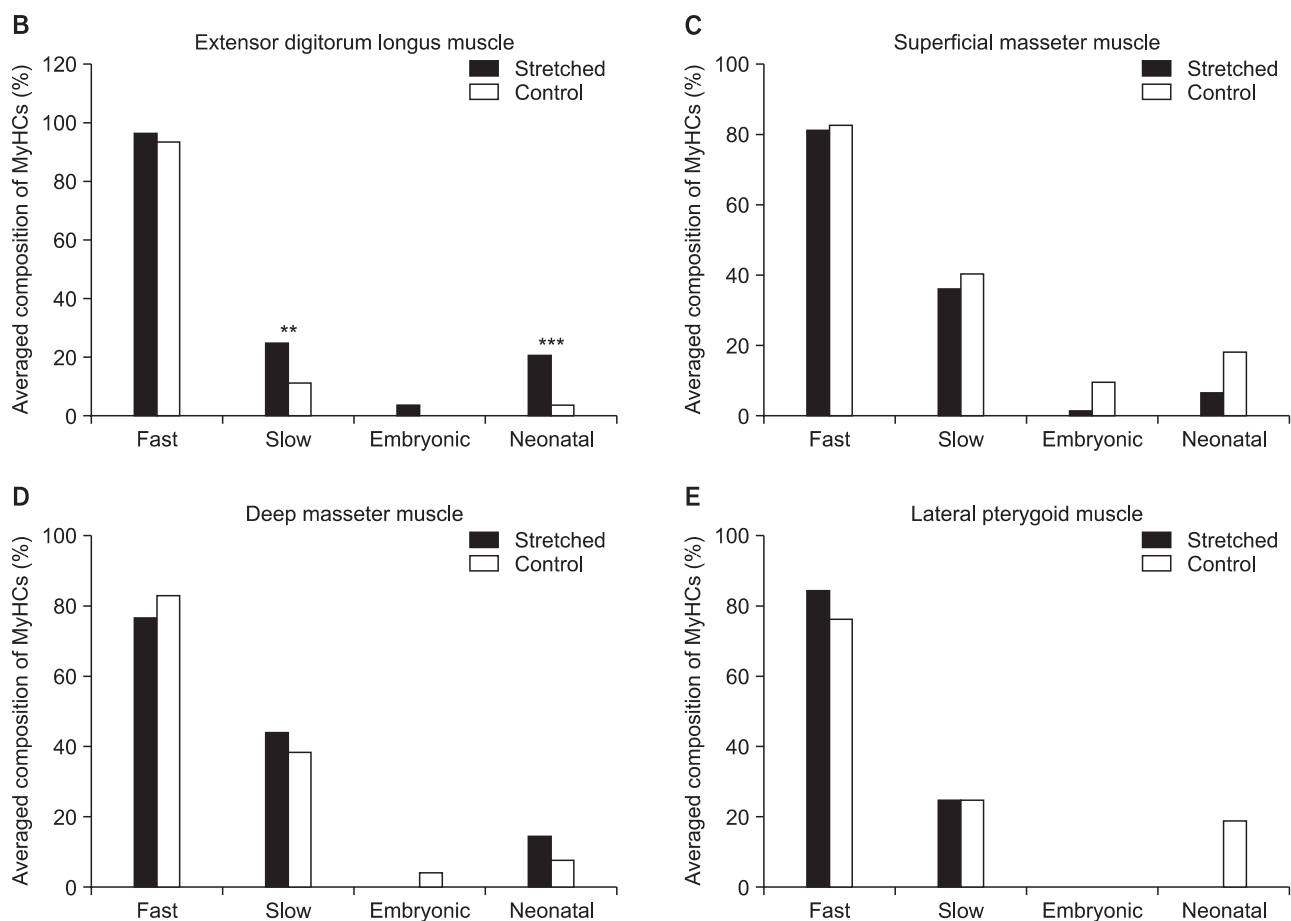 B
Extensor digitorum longus muscle
Stretched
Control
Averaged composition of MyHCs (%)
120
100
80
60
40
20
0
**
***
Fast Slow Embryonic Neonatal
C
Superficial masseter muscle
Stretched
Control
Averaged composition of MyHCs (%)
100
80
60
40
20
0
Fast Slow Embryonic Neonatal
D
Deep masseter muscle
Stretched
Control
Averaged composition of MyHCs (%)
100
80
60
40
20
0
Fast Slow Embryonic Neonatal
E
Lateral pterygoid muscle
Stretched
Control
Averaged composition of MyHCs (%)
100
80
60
40
20
0
Fast Slow Embryonic Neonatal